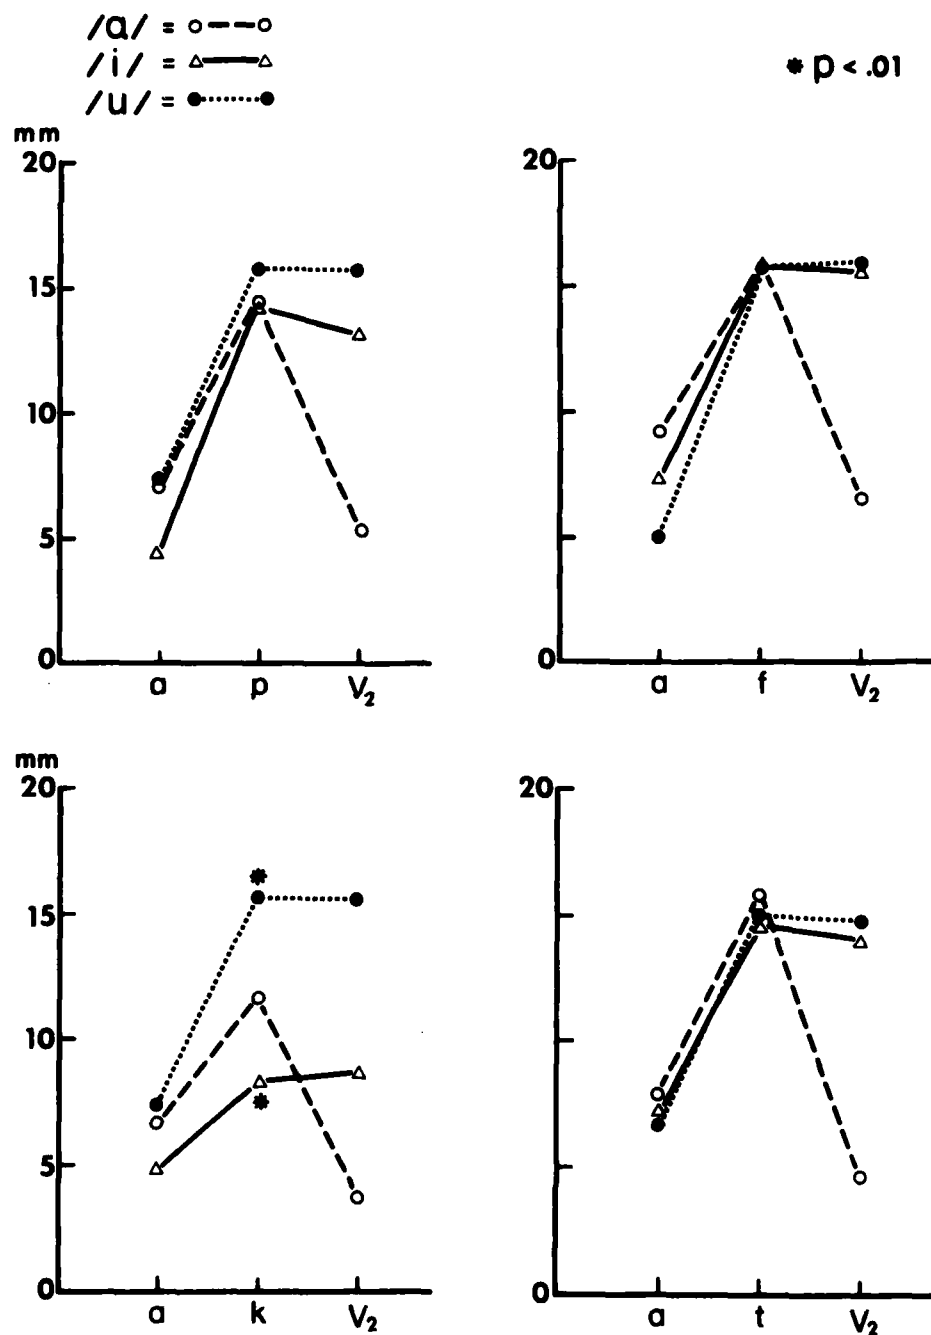 /a/ = o – – o
/i/ = △——△
/u/ = ●······●
* p < .01
mm
20
15
10
5
0
a p V₂
20
0
a f V₂
mm
20
15
10
5
0
a k V₂
*
*
20
0
a t V₂